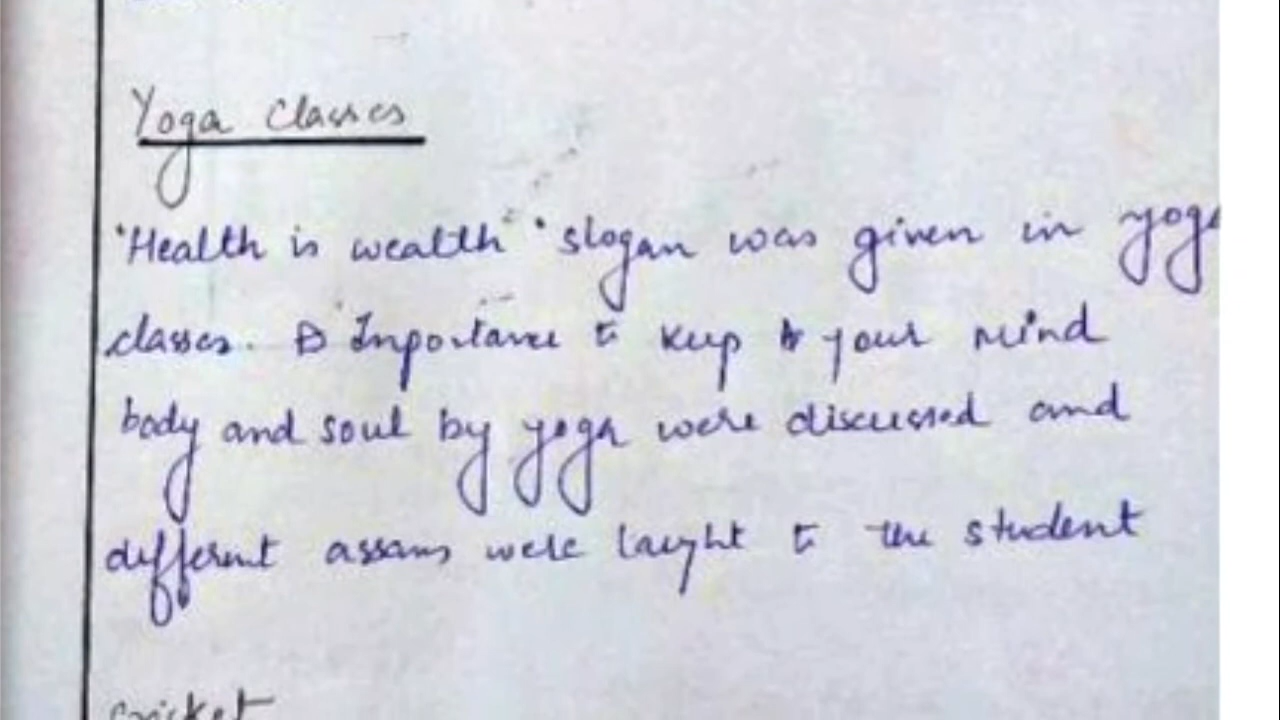 Yoga Classes
"Health is wealth" slogan was given in yoga
classes. Importance to keep your mind
body and soul by yoga were discussed and
different assans were taught to the student
Cricket